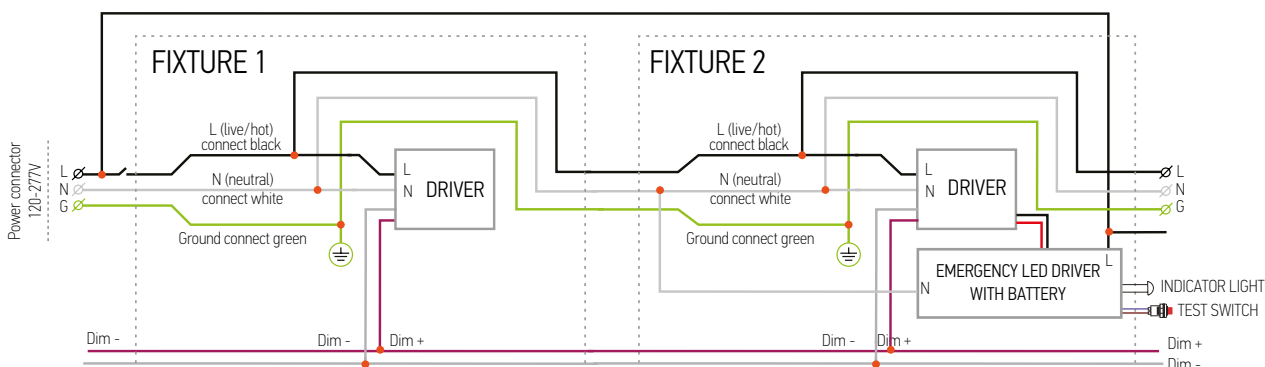 FIXTURE 1
FIXTURE 2
Power connector
120-277V
L
N
G
L (live/hot)
connect black
N (neutral)
connect white
Ground connect green
L
N
DRIVER
L (live/hot)
connect black
N (neutral)
connect white
Ground connect green
L
N
DRIVER
L
N
G
L
N
EMERGENCY LED DRIVER
WITH BATTERY
INDICATOR LIGHT
TEST SWITCH
Dim -
Dim -
Dim +
Dim -
Dim +
Dim +
Dim -